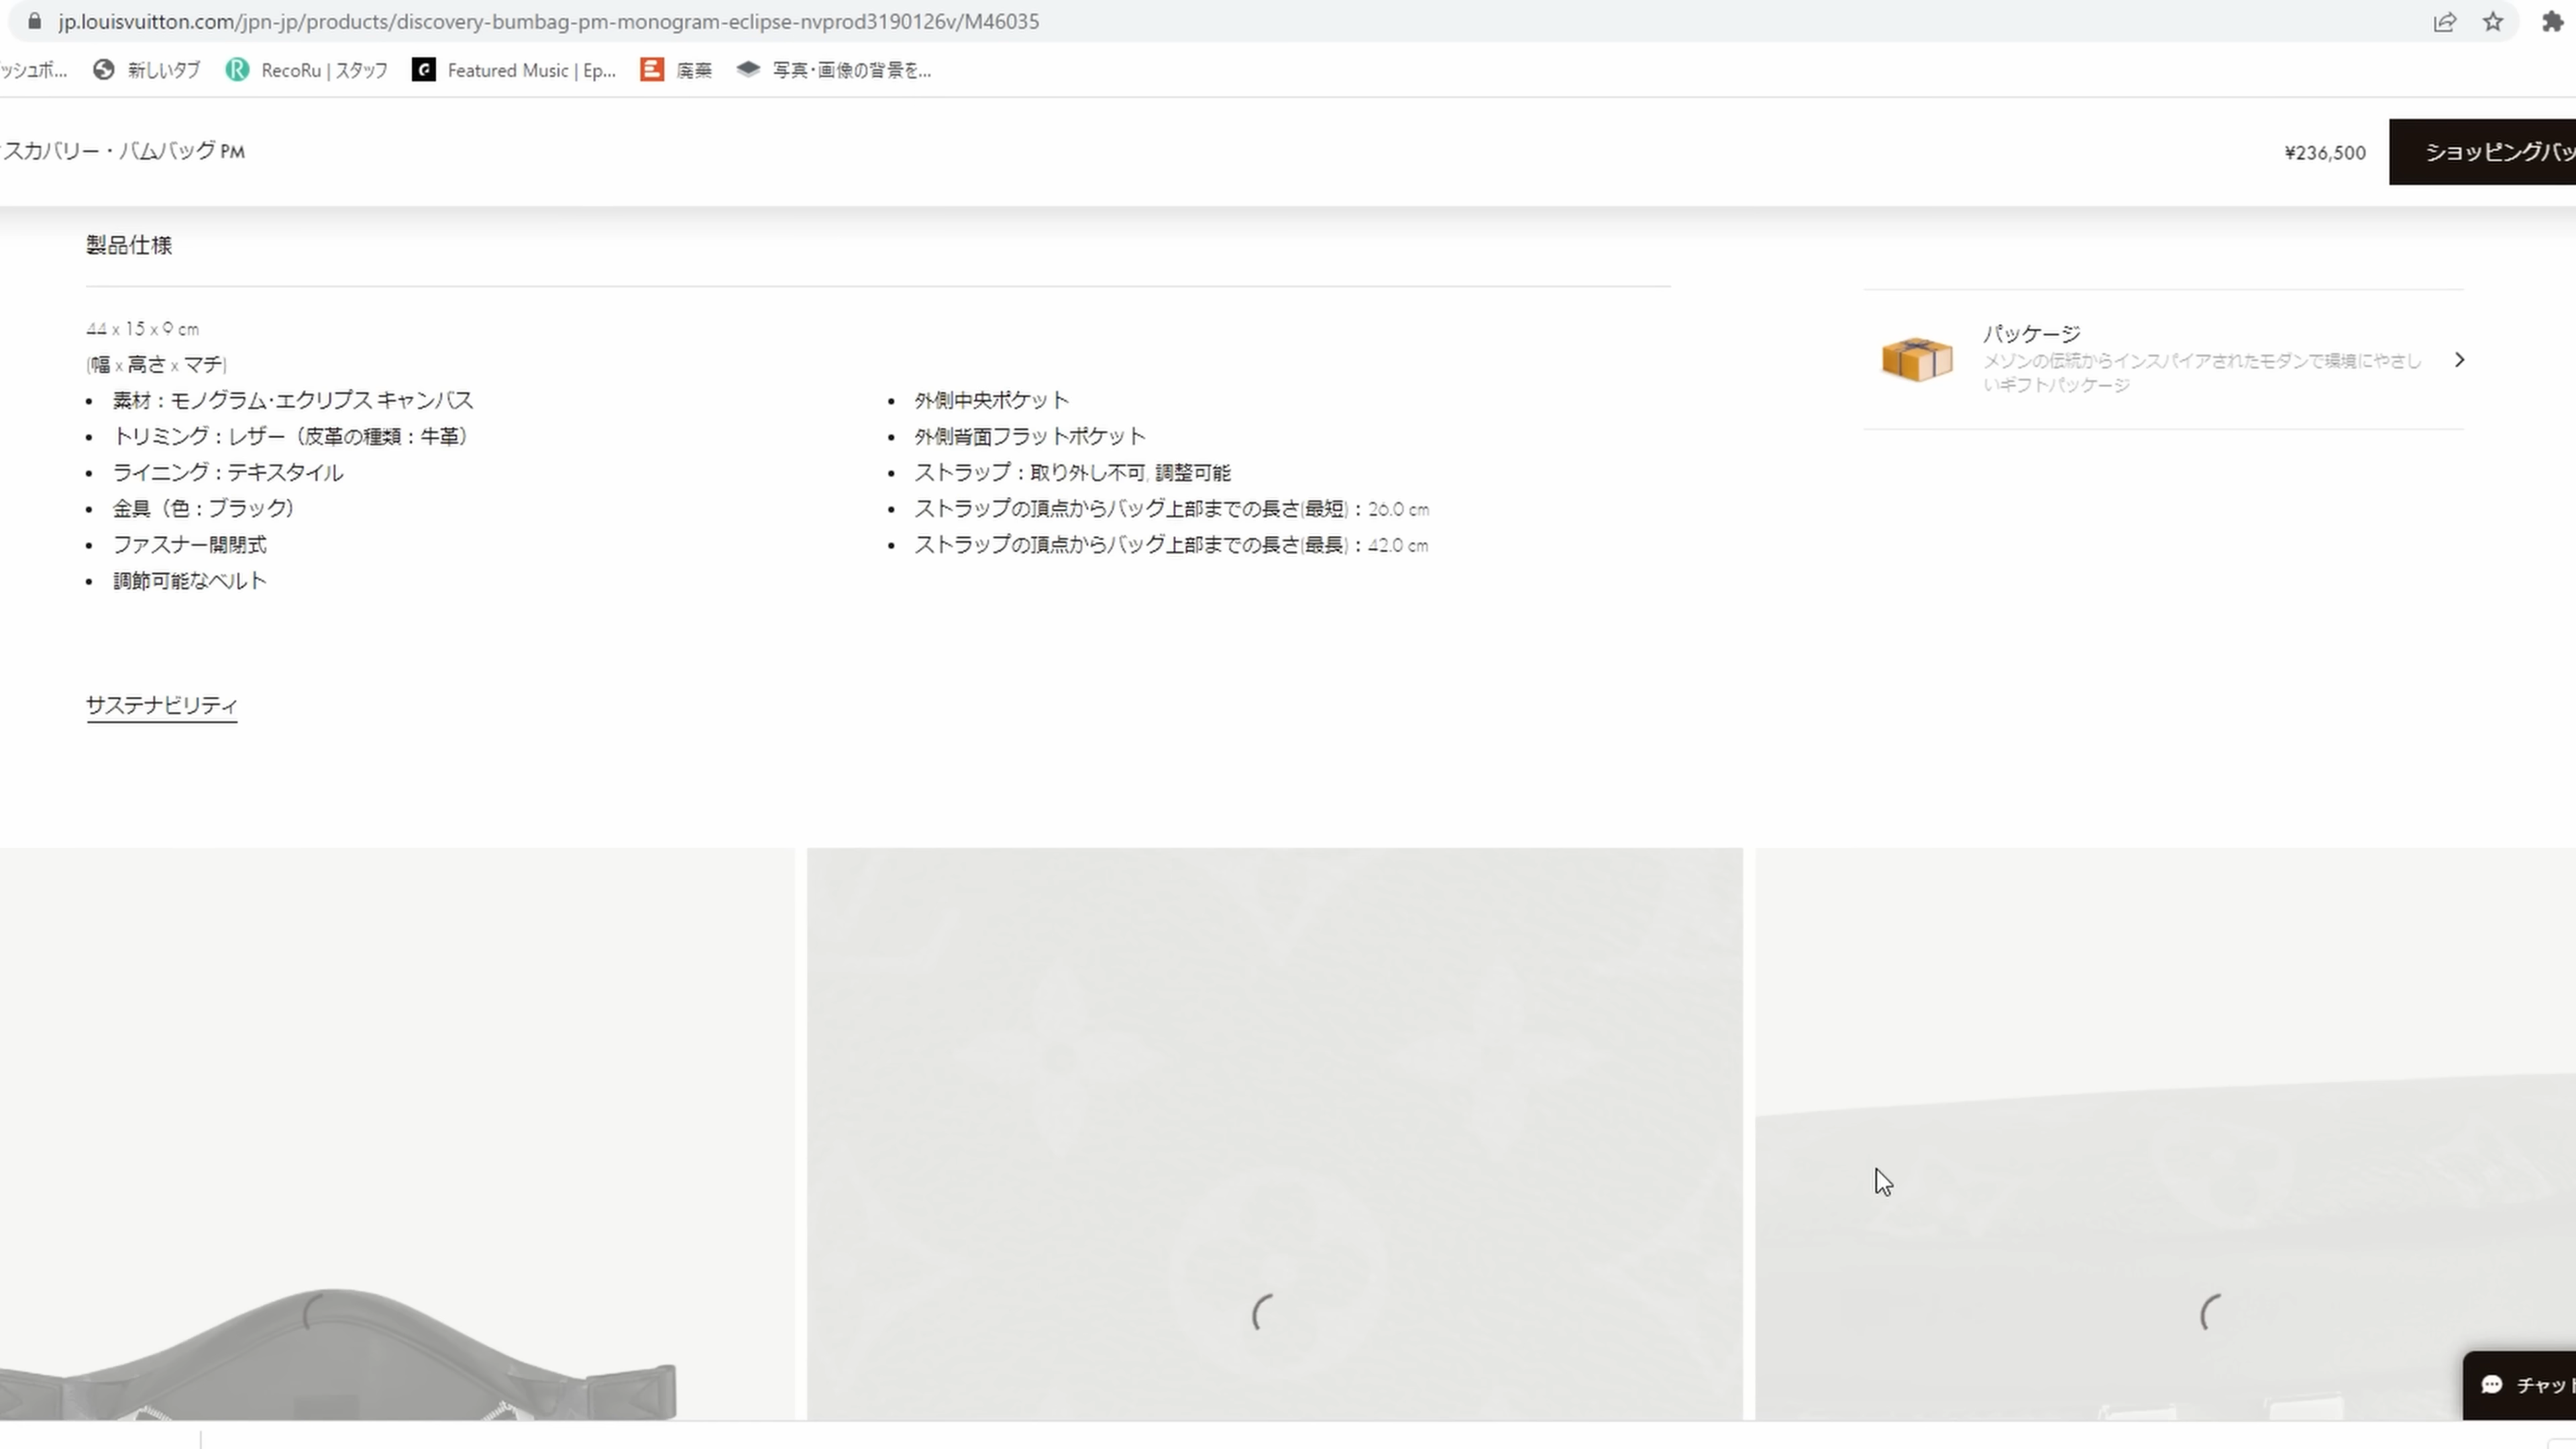 jp.louisvuitton.com/jpn-jp/products/discovery-bumbag-pm-monogram-eclipse-nvprod3190126v/M46035
ッシュボ... 新しいタブ RecoRu | スタッフ Featured Music | Ep... 廃棄 写真・画像の背景を...
スカバリー・バムバッグ PM
¥236,500
ショッピングバッ
製品仕様
44 x 15 x 9 cm
(幅 x 高さ x マチ)
• 素材：モノグラム･エクリプス キャンバス
• トリミング：レザー（皮革の種類：牛革）
• ライニング：テキスタイル
• 金具（色：ブラック）
• ファスナー開閉式
• 調節可能なベルト
• 外側中央ポケット
• 外側背面フラットポケット
• ストラップ：取り外し不可, 調整可能
• ストラップの頂点からバッグ上部までの長さ(最短)：26.0 cm
• ストラップの頂点からバッグ上部までの長さ(最長)：42.0 cm
パッケージ
メゾンの伝統からインスパイアされたモダンで環境にやさし
いギフトパッケージ
サステナビリティ
チャット